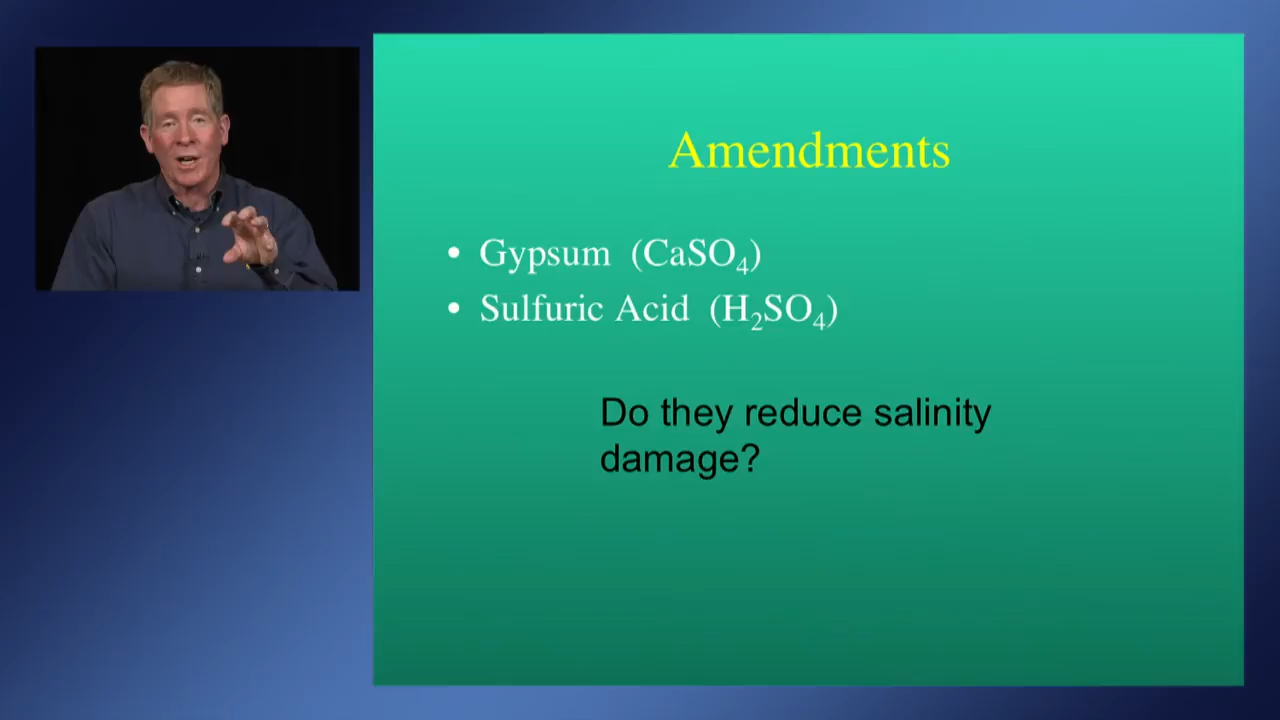 Amendments
• Gypsum (CaSO₄)
• Sulfuric Acid (H₂SO₄)
Do they reduce salinity
damage?